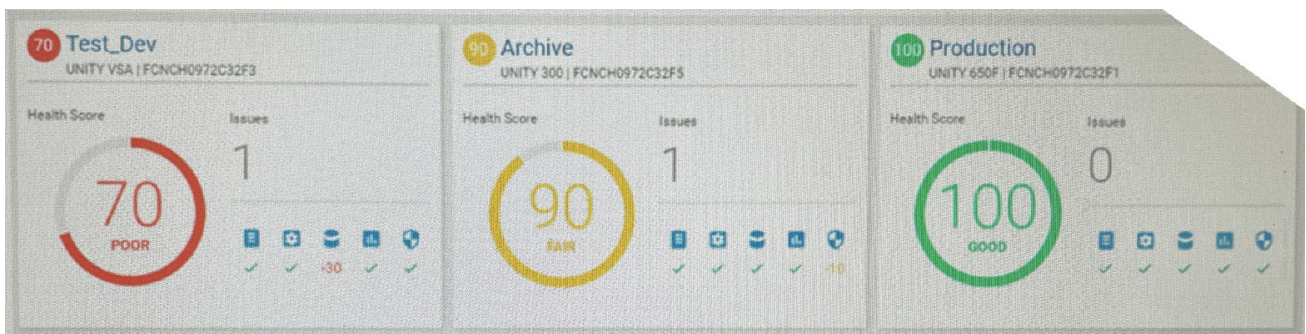 70 Test_Dev
UNITY VSA | FCNCH0972C32F3
Health Score
Issues
70
POOR
1
-30
90 Archive
UNITY 300 | FCNCH0972C32F5
Health Score
Issues
90
FAIR
1
-10
100 Production
UNITY 650F | FCNCH0972C32F1
Health Score
Issues
100
GOOD
0